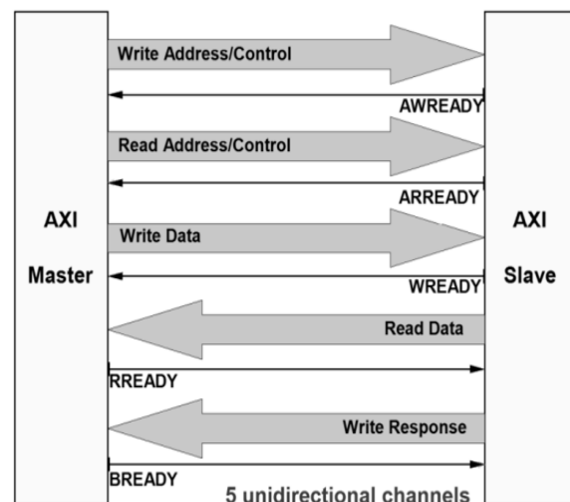 Write Address/Control
AWREADY
Read Address/Control
ARREADY
AXI
Master
AXI
Slave
Write Data
WREADY
Read Data
RREADY
Write Response
BREADY
5 unidirectional channels